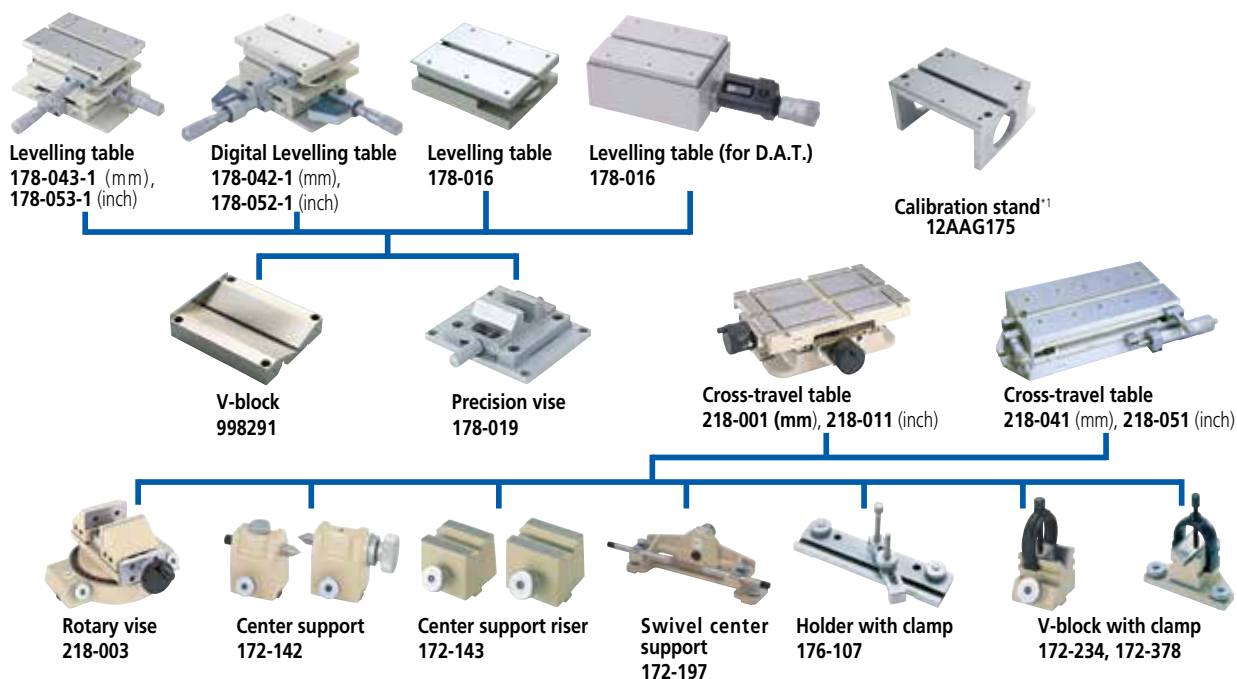 Levelling table
178-043-1 (mm),
178-053-1 (inch)
Digital Levelling table
178-042-1 (mm),
178-052-1 (inch)
Levelling table
178-016
Levelling table (for D.A.T.)
178-016
Calibration stand*1
12AAG175
V-block
998291
Precision vise
178-019
Cross-travel table
218-001 (mm), 218-011 (inch)
Cross-travel table
218-041 (mm), 218-051 (inch)
Rotary vise
218-003
Center support
172-142
Center support riser
172-143
Swivel center
support
172-197
Holder with clamp
176-107
V-block with clamp
172-234, 172-378